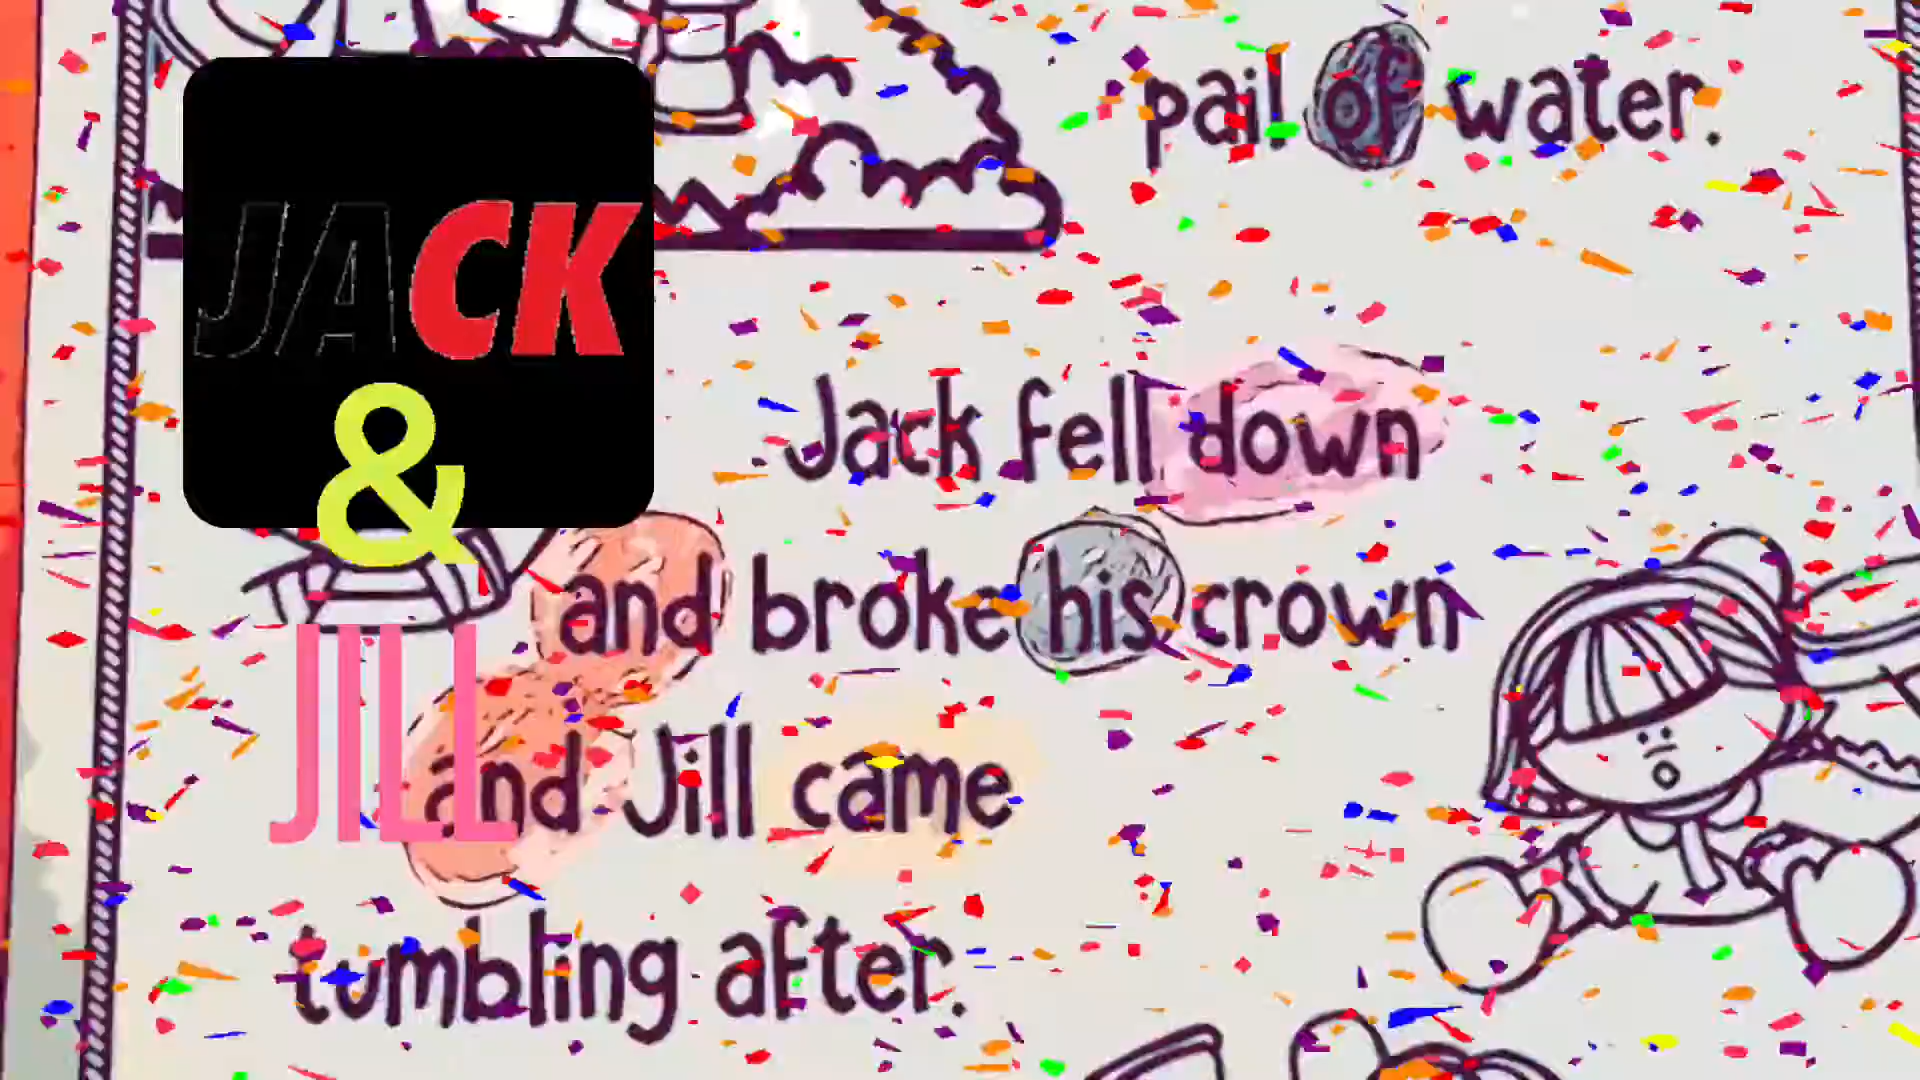 JACK
&
JILL
pail of water.
Jack fell down
and broke his crown
and Jill came
tumbling after.